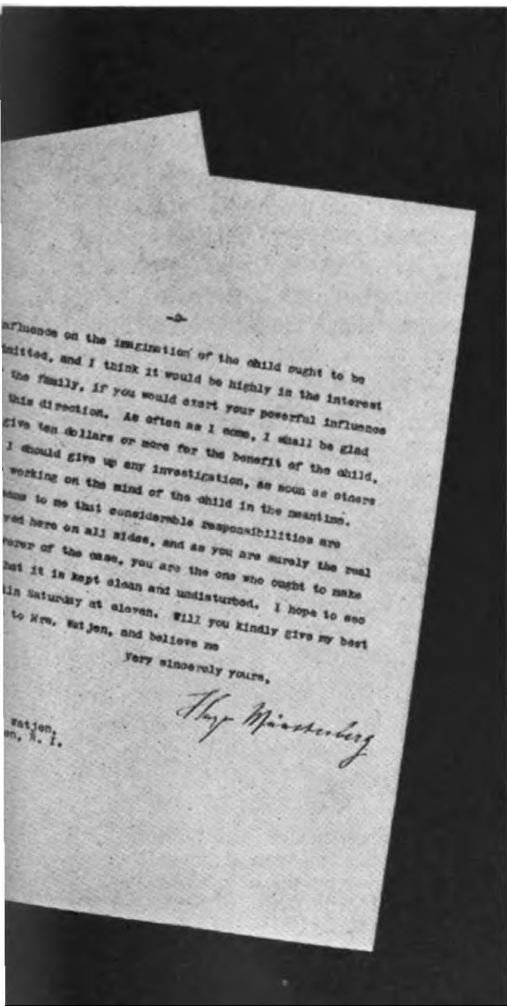 -2-
nfluence on the imagination of the child ought to be
mitted, and I think it would be highly in the interest
the family, if you would exert your powerful influence
this direction. As often as I come, I shall be glad
give ten dollars or more for the benefit of the child.
I should give up any investigation, as soon as others
working on the mind of the child in the meantime.
ems to me that considerable responsibilities are
ved here on all sides, and as you are surely the real
verer of the case, you are the one who ought to make
hat it is kept clean and undisturbed. I hope to see
in Saturday at eleven. Will you kindly give my best
to Mrs. Watjen, and believe me
Very sincerely yours,
Hugo Münsterberg
Watjen,
en, R. I.